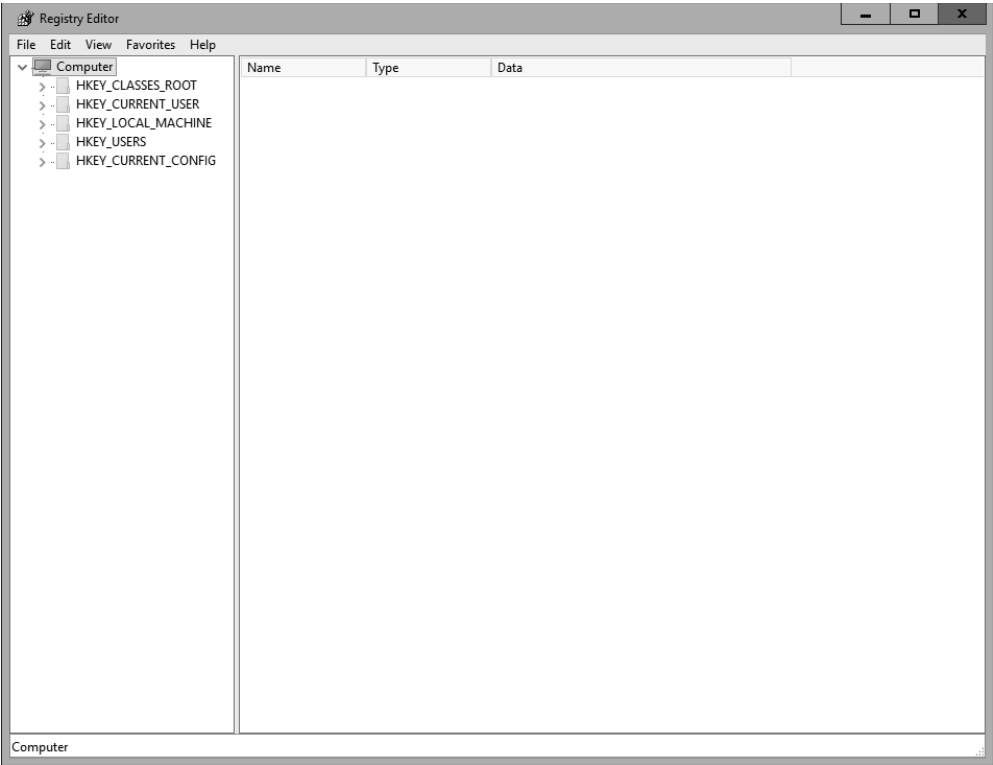 Registry Editor
File Edit View Favorites Help
Computer
Name Type Data
HKEY_CLASSES_ROOT
HKEY_CURRENT_USER
HKEY_LOCAL_MACHINE
HKEY_USERS
HKEY_CURRENT_CONFIG
Computer